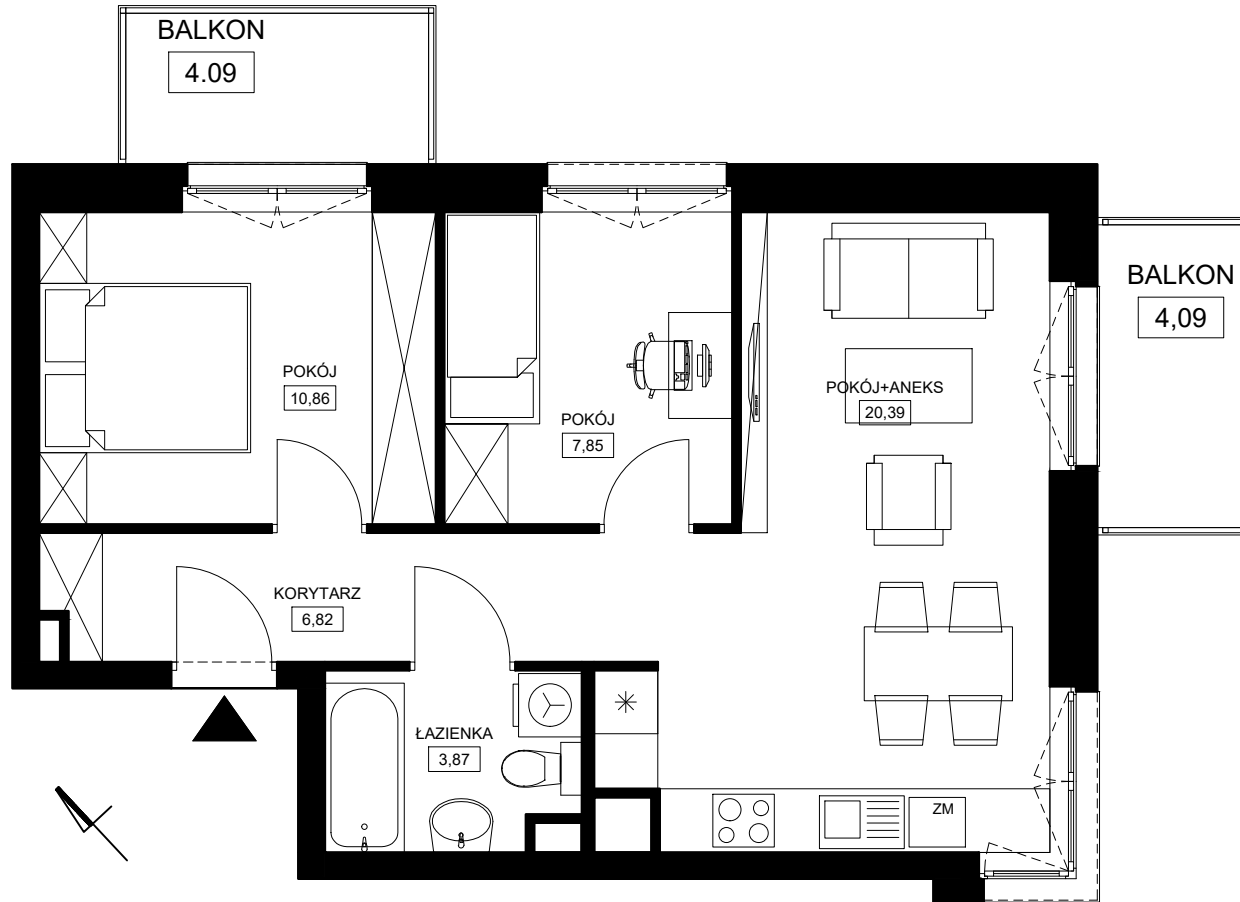 BALKON
4.09
BALKON
4,09
POKÓJ
10,86
POKÓJ
7,85
POKÓJ+ANEKS
20,39
KORYTARZ
6,82
ŁAZIENKA
3,87
ZM